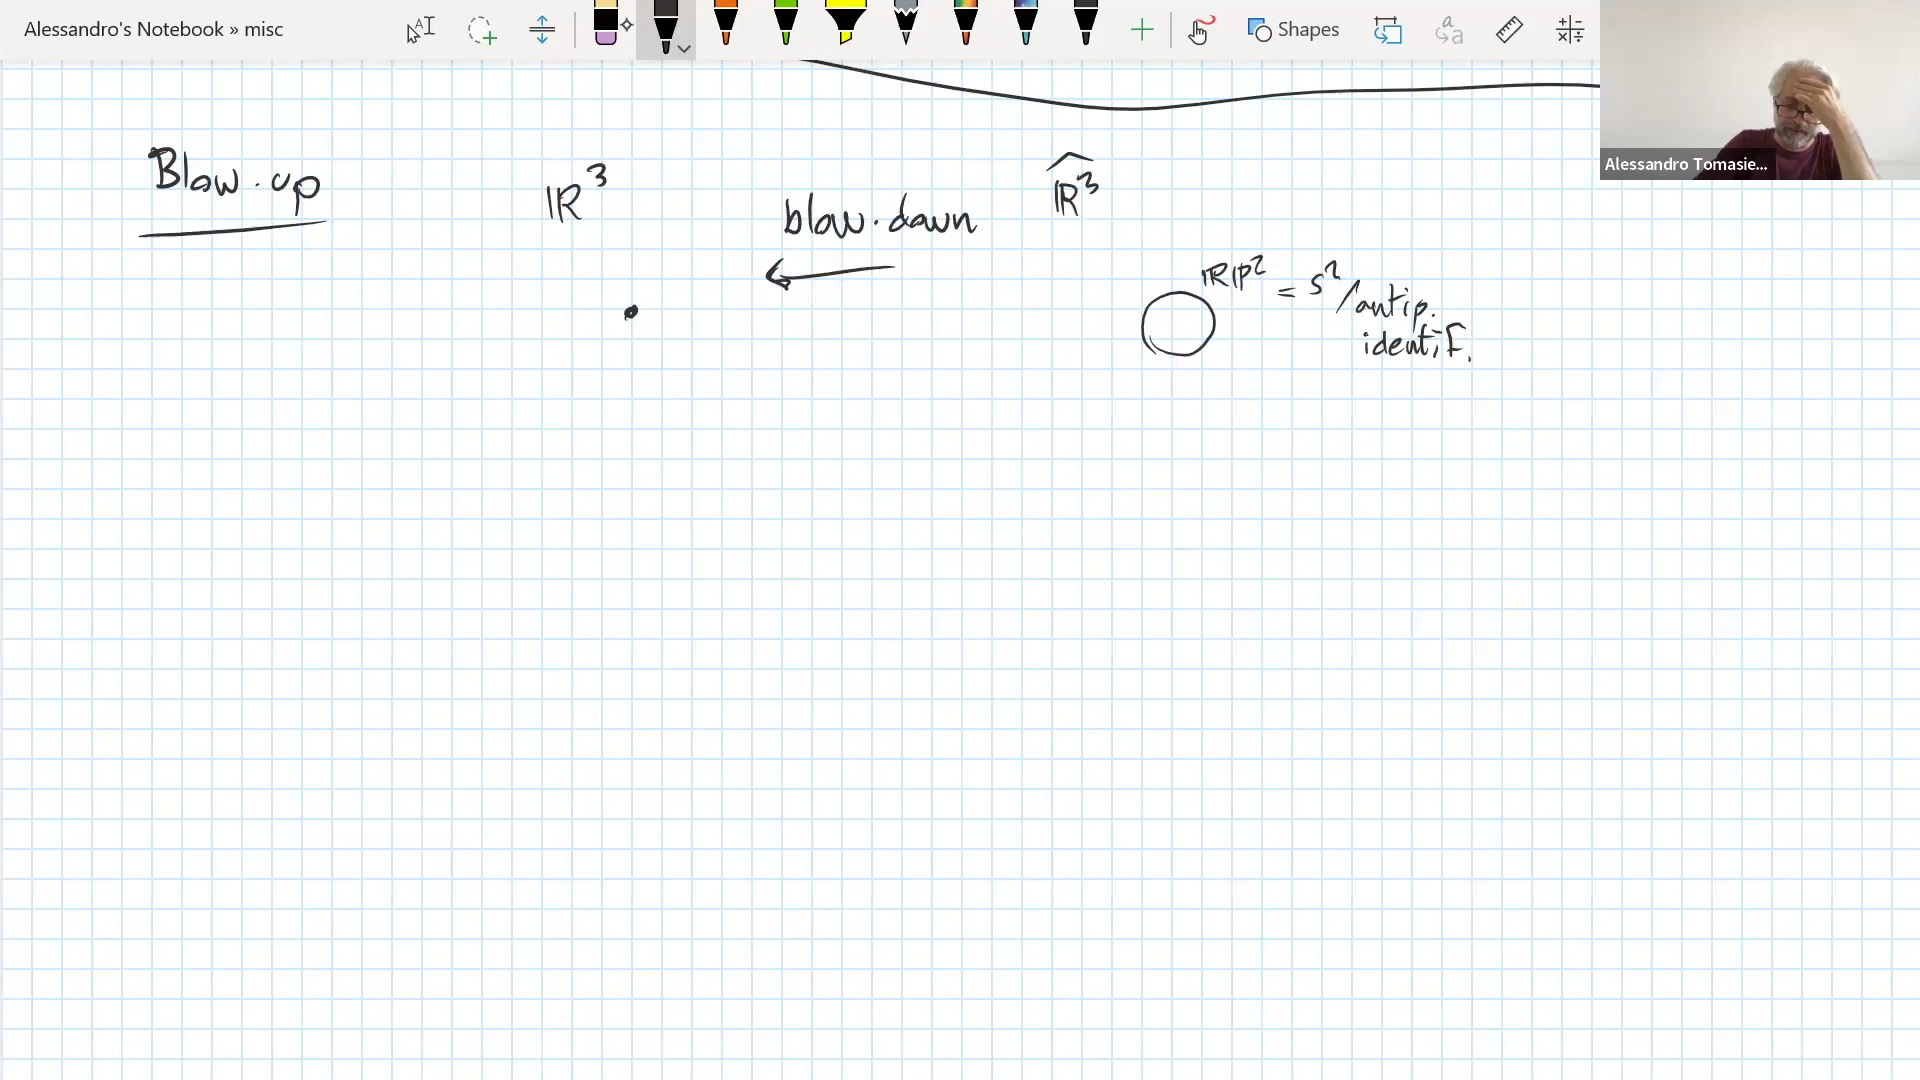 Alessandro's Notebook » misc
Shapes
Alessandro Tomasie...
Blow-up
ℝ³
blow-down
ℝ̂³
ℝℙ² = S²/antip.
identif.